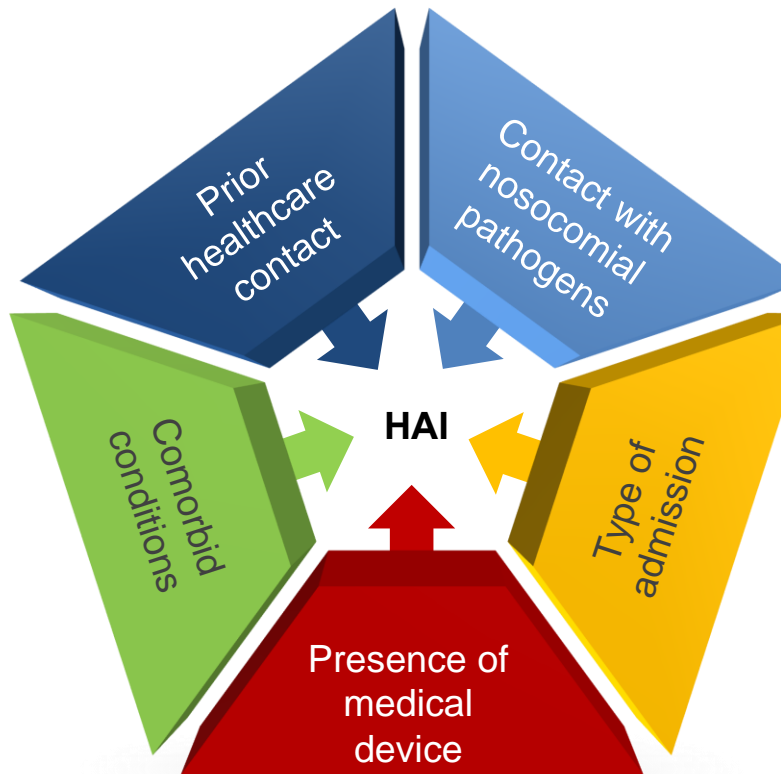 Prior
healthcare
contact
Contact with
nosocomial
pathogens
Comorbid
conditions
HAI
Type of
admission
Presence of
medical
device